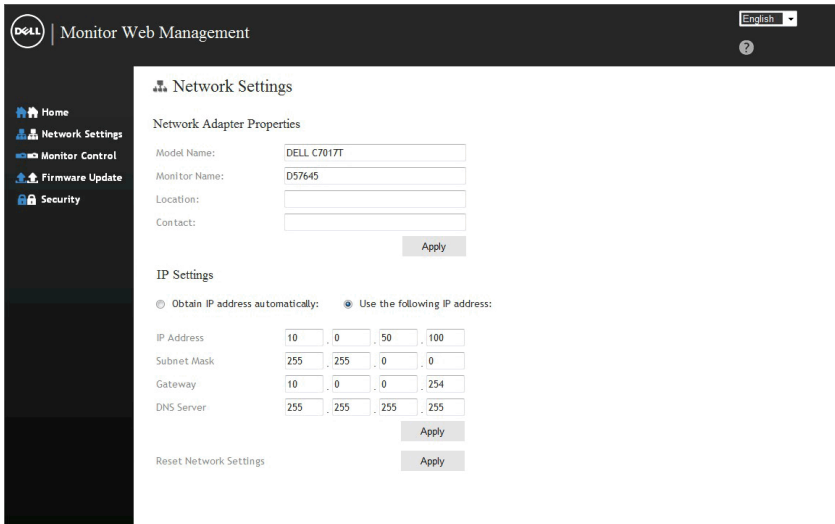 DELL | Monitor Web Management
English
?
Home
Network Settings
Monitor Control
Firmware Update
Security
Network Settings
Network Adapter Properties
Model Name: DELL C7017T
Monitor Name: D57645
Location:
Contact:
Apply
IP Settings
Obtain IP address automatically: Use the following IP address:
IP Address 10 . 0 . 50 . 100
Subnet Mask 255 . 255 . 0 . 0
Gateway 10 . 0 . 0 . 254
DNS Server 255 . 255 . 255 . 255
Apply
Reset Network Settings Apply